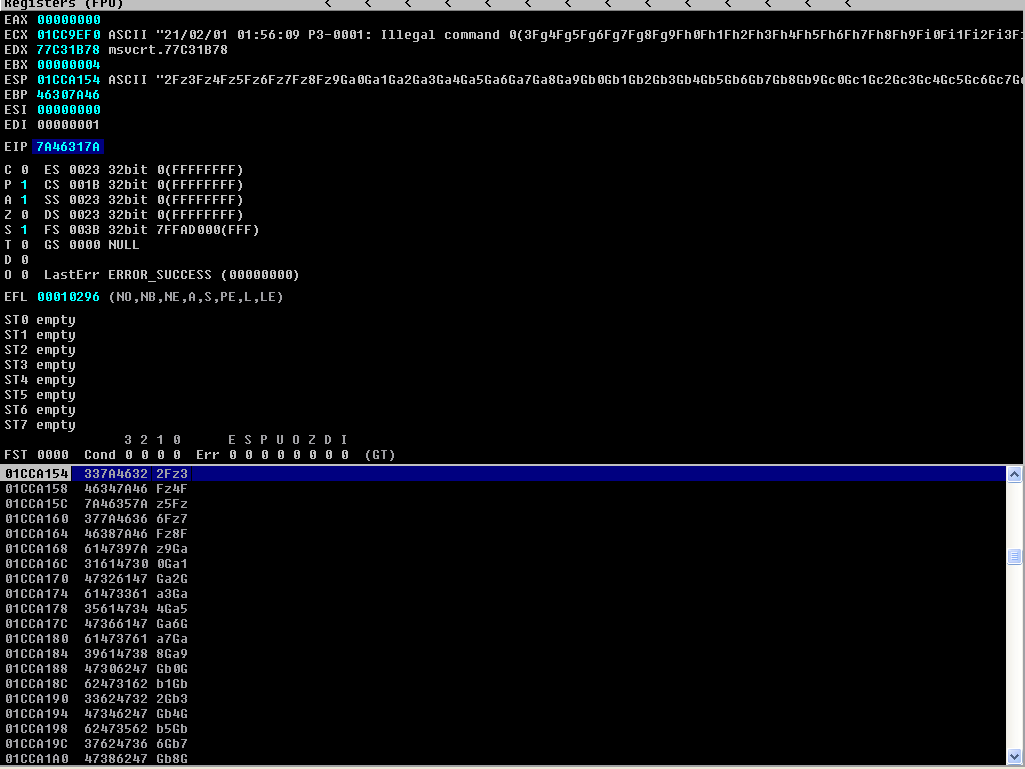 Registers (FPU) < < < < < < < < < < < < < <
EAX 00000000
ECX 01CC9EF0 ASCII "21/02/01 01:56:09 P3-0001: Illegal command 0(3Fg4Fg5Fg6Fg7Fg8Fg9Fh0Fh1Fh2Fh3Fh4Fh5Fh6Fh7Fh8Fh9Fi0Fi1Fi2Fi3Fi
EDX 77C31B78 msvcrt.77C31B78
EBX 00000004
ESP 01CCA154 ASCII "2Fz3Fz4Fz5Fz6Fz7Fz8Fz9Ga0Ga1Ga2Ga3Ga4Ga5Ga6Ga7Ga8Ga9Gb0Gb1Gb2Gb3Gb4Gb5Gb6Gb7Gb8Gb9Gc0Gc1Gc2Gc3Gc4Gc5Gc6Gc7G
EBP 46307A46
ESI 00000000
EDI 00000001
EIP 7A46317A
C 0 ES 0023 32bit 0(FFFFFFFF)
P 1 CS 001B 32bit 0(FFFFFFFF)
A 1 SS 0023 32bit 0(FFFFFFFF)
Z 0 DS 0023 32bit 0(FFFFFFFF)
S 1 FS 003B 32bit 7FFAD000(FFF)
T 0 GS 0000 NULL
D 0
O 0 LastErr ERROR_SUCCESS (00000000)
EFL 00010296 (NO,NB,NE,A,S,PE,L,LE)
ST0 empty
ST1 empty
ST2 empty
ST3 empty
ST4 empty
ST5 empty
ST6 empty
ST7 empty
3 2 1 0 E S P U O Z D I
FST 0000 Cond 0 0 0 0 Err 0 0 0 0 0 0 0 0 (GT)
01CCA154 337A4632 2Fz3
01CCA158 46347A46 Fz4F
01CCA15C 7A46357A z5Fz
01CCA160 377A4636 6Fz7
01CCA164 46387A46 Fz8F
01CCA168 6147397A z9Ga
01CCA16C 31614730 0Ga1
01CCA170 47326147 Ga2G
01CCA174 61473361 a3Ga
01CCA178 35614734 4Ga5
01CCA17C 47366147 Ga6G
01CCA180 61473761 a7Ga
01CCA184 39614738 8Ga9
01CCA188 47306247 Gb0G
01CCA18C 62473162 b1Gb
01CCA190 33624732 2Gb3
01CCA194 47346247 Gb4G
01CCA198 62473562 b5Gb
01CCA19C 37624736 6Gb7
01CCA1A0 47386247 Gb8G